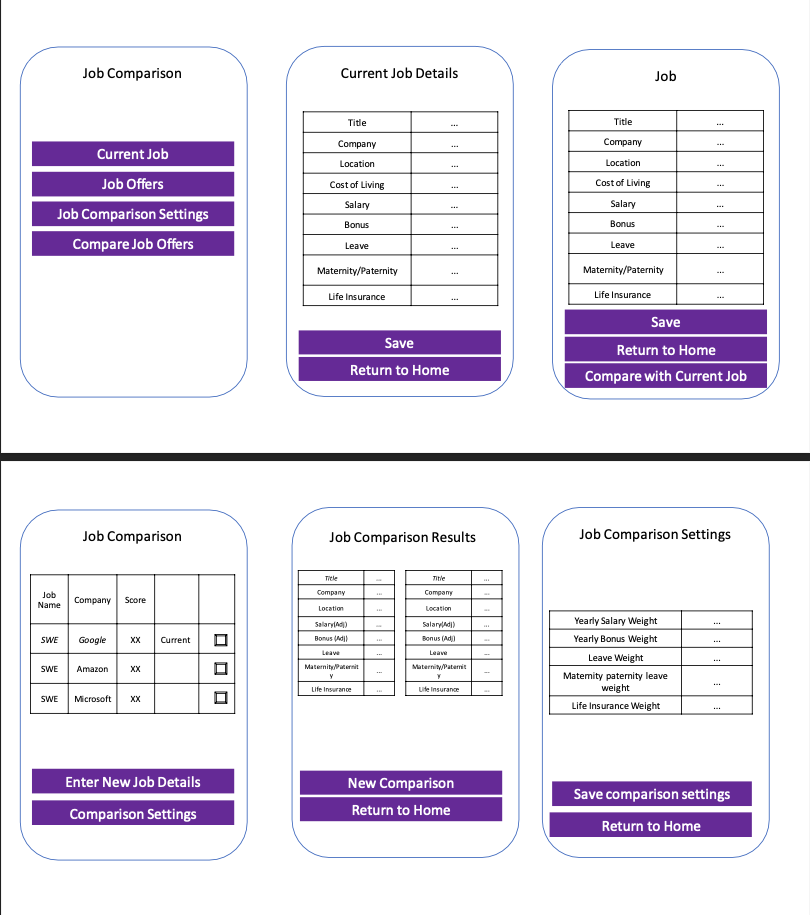 Job Comparison
Current Job
Job Offers
Job Comparison Settings
Compare Job Offers
Current Job Details
Title ...
Company ...
Location ...
Cost of Living ...
Salary ...
Bonus ...
Leave ...
Maternity/Paternity ...
Life Insurance ...
Save
Return to Home
Job
Title ...
Company ...
Location ...
Cost of Living ...
Salary ...
Bonus ...
Leave ...
Maternity/Paternity ...
Life Insurance ...
Save
Return to Home
Compare with Current Job
Job Comparison
Job
Name Company Score
SWE Google XX Current
SWE Amazon XX
SWE Microsoft XX
Enter New Job Details
Comparison Settings
Job Comparison Results
Title ... Title ...
Company ... Company ...
Location ... Location ...
Salary(Adj) ... Salary(Adj) ...
Bonus (Adj) ... Bonus (Adj) ...
Leave ... Leave ...
Maternity/Paternit
y ... Maternity/Paternit
y ...
Life Insurance ... Life Insurance ...
New Comparison
Return to Home
Job Comparison Settings
Yearly Salary Weight ...
Yearly Bonus Weight ...
Leave Weight ...
Maternity paternity leave
weight ...
Life Insurance Weight ...
Save comparison settings
Return to Home